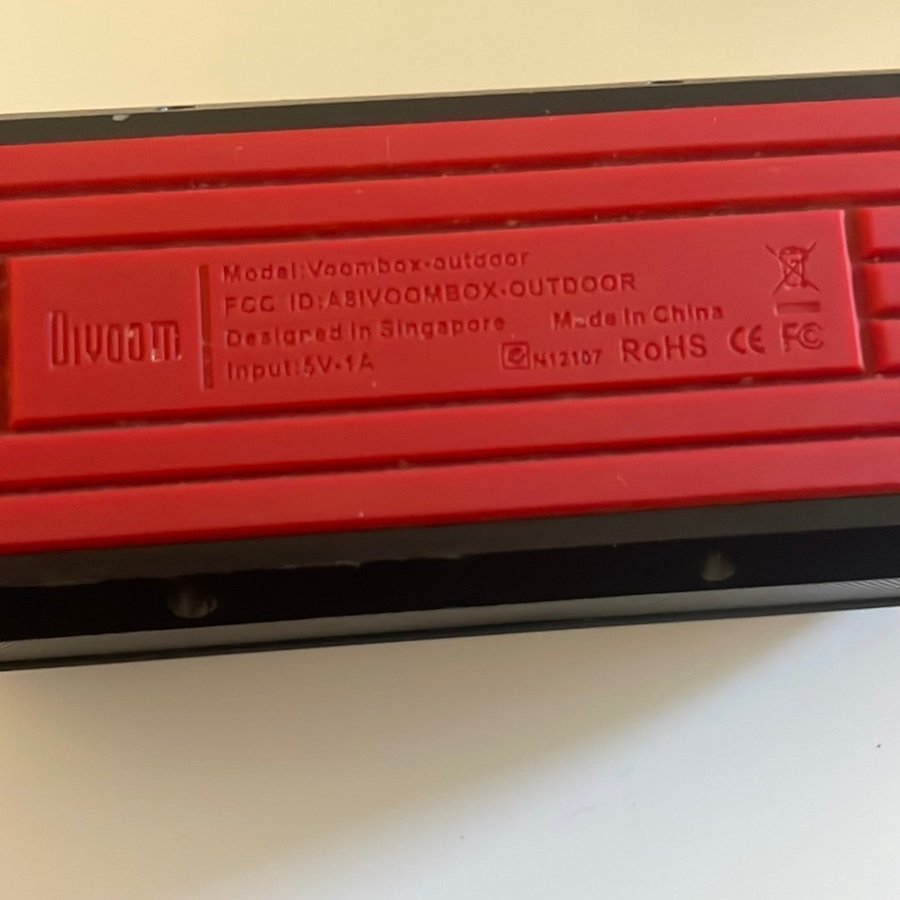 Divoom
Model:Voombox-outdoor
FCC ID:A8IVOOMBOX-OUTDOOR
Designed in Singapore Made in China
Input:5V-1A N12107 RoHS CE FC